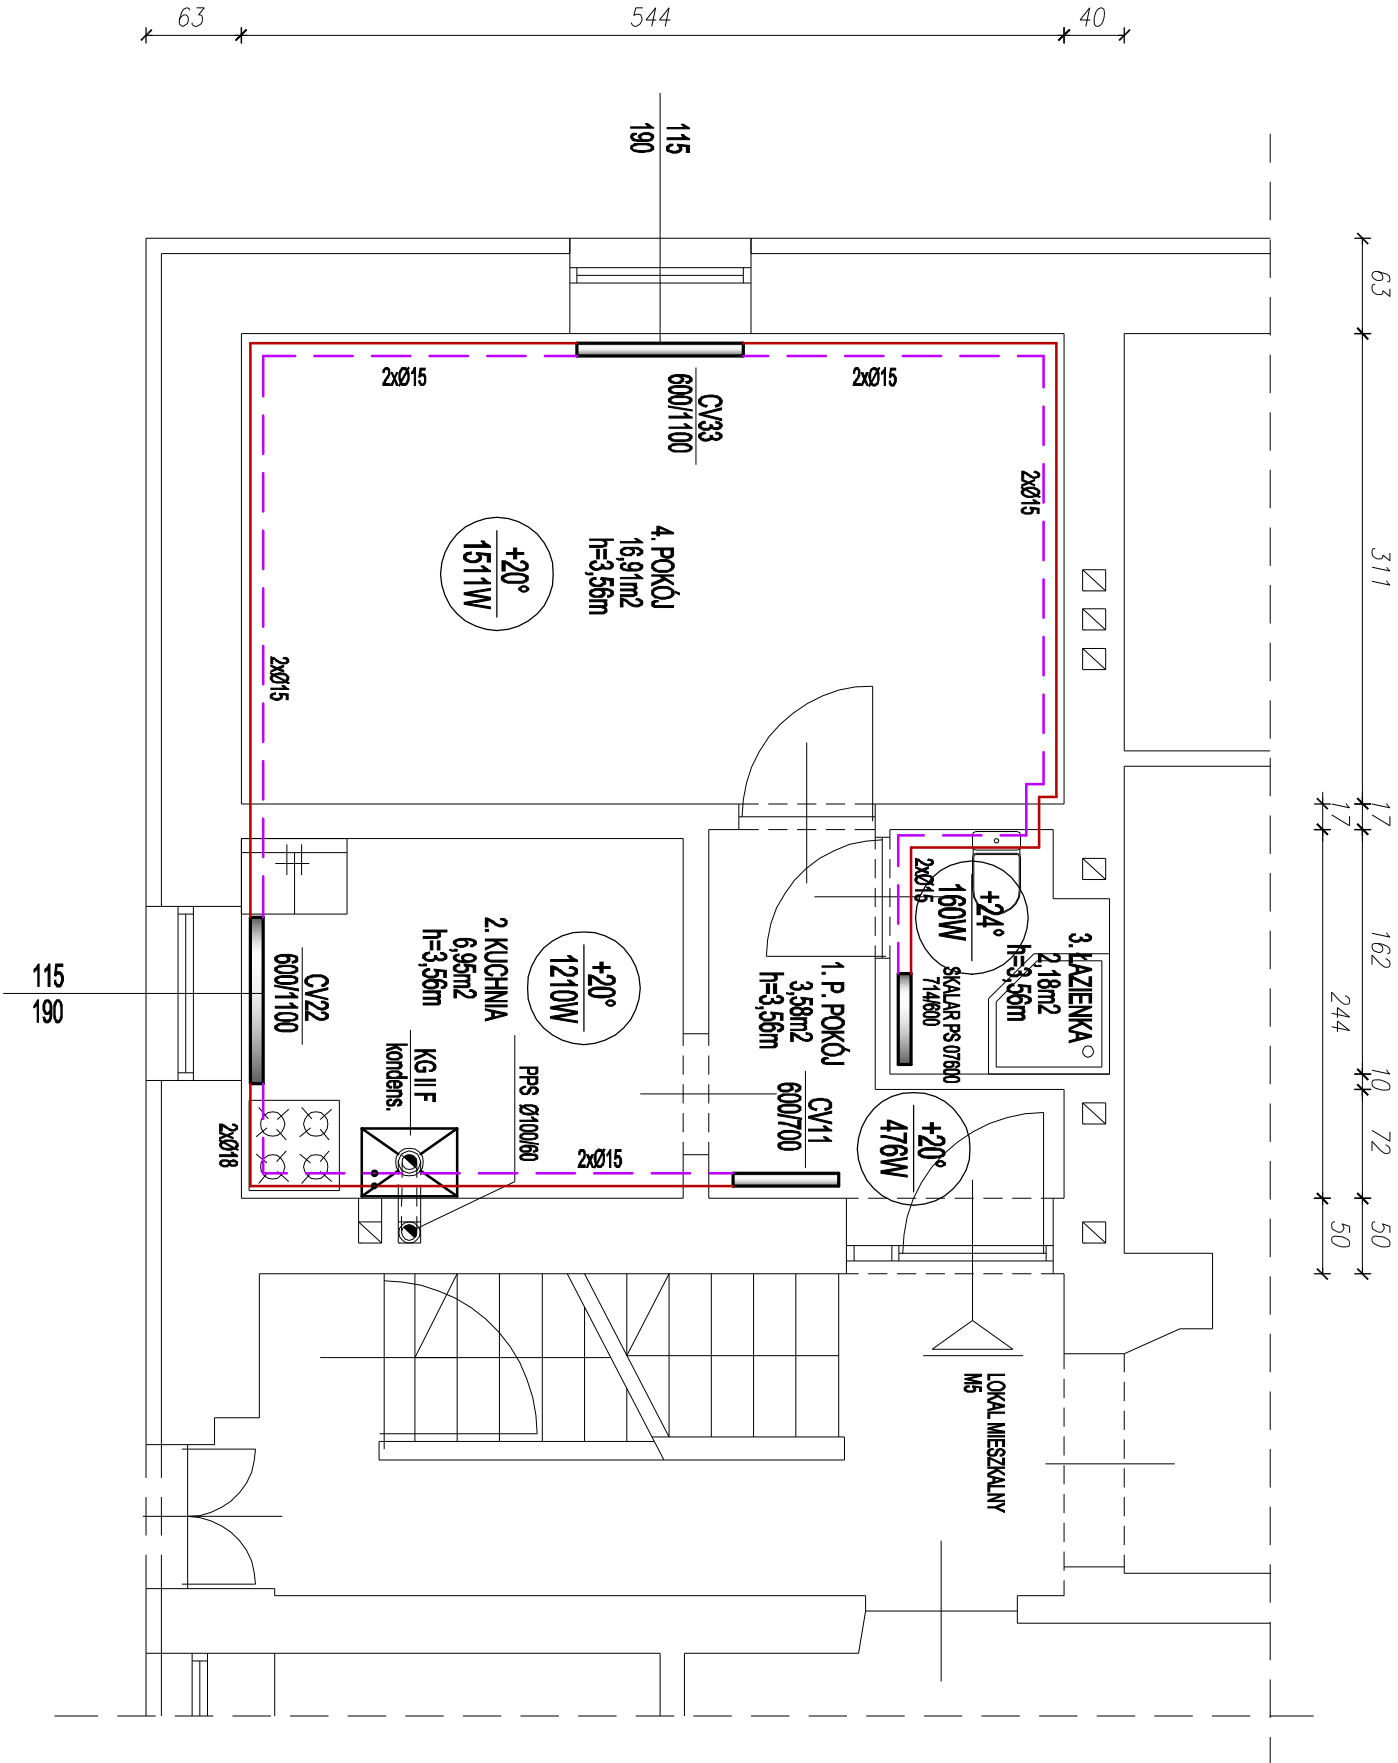 63
544
40
115
190
63
311
17
17
162
244
10
72
50
50
2xØ15
2xØ15
2xØ15
CV33
600/1100
4. POKÓJ
16,91m2
h=3,56m
+20°
1511W
2xØ15
2xØ15
+24°
160W
3. ŁAZIENKA
2,18m2
h=3,56m
SKALAR PS 07600
714/600
1. P. POKÓJ
3,58m2
h=3,56m
CV11
600/700
+20°
476W
2. KUCHNIA
6,95m2
h=3,56m
+20°
1210W
CV22
600/1100
115
190
KG II F
kondens.
PPS Ø100/60
2xØ18
2xØ15
LOKAL MIESZKALNY
M5